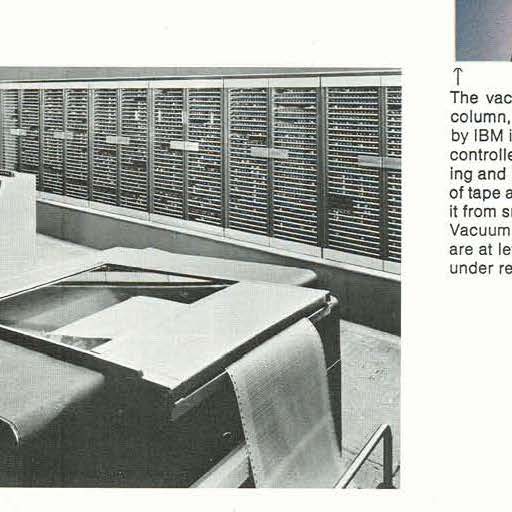 ↑
The vac
column,
by IBM i
controlle
ing and
of tape a
it from s
Vacuum
are at le
under re